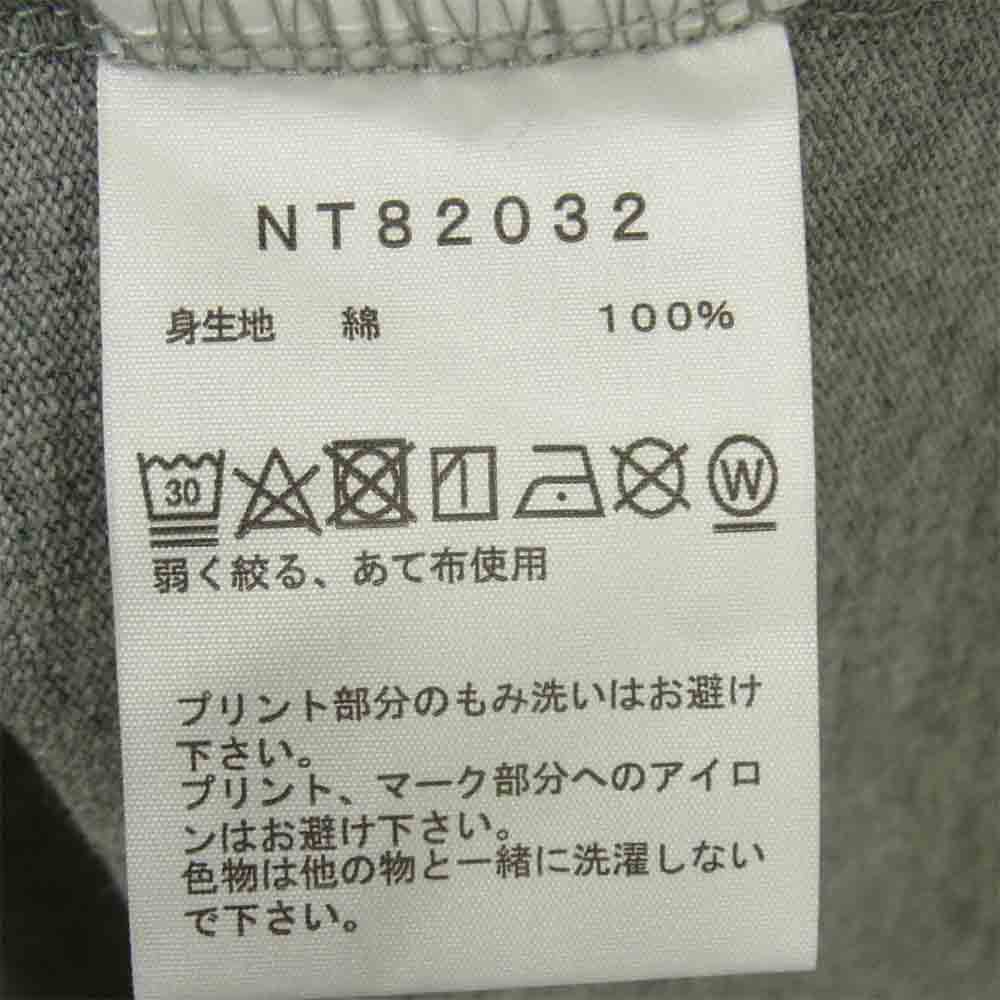 NT82032
身生地 綿 100%
30 W
弱く絞る、あて布使用
プリント部分のもみ洗いはお避け
下さい。
プリント、マーク部分へのアイロ
ンはお避け下さい。
色物は他の物と一緒に洗濯しない
で下さい。